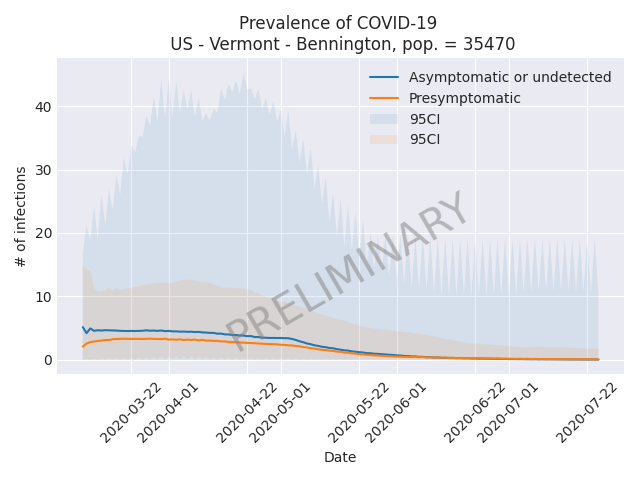 Prevalence of COVID-19
US - Vermont - Bennington, pop. = 35470
Asymptomatic or undetected
Presymptomatic
95CI
95CI
# of infections
40
30
20
10
0
PRELIMINARY
2020-03-22
2020-04-01
2020-04-22
2020-05-01
2020-05-22
2020-06-01
2020-06-22
2020-07-01
2020-07-22
Date